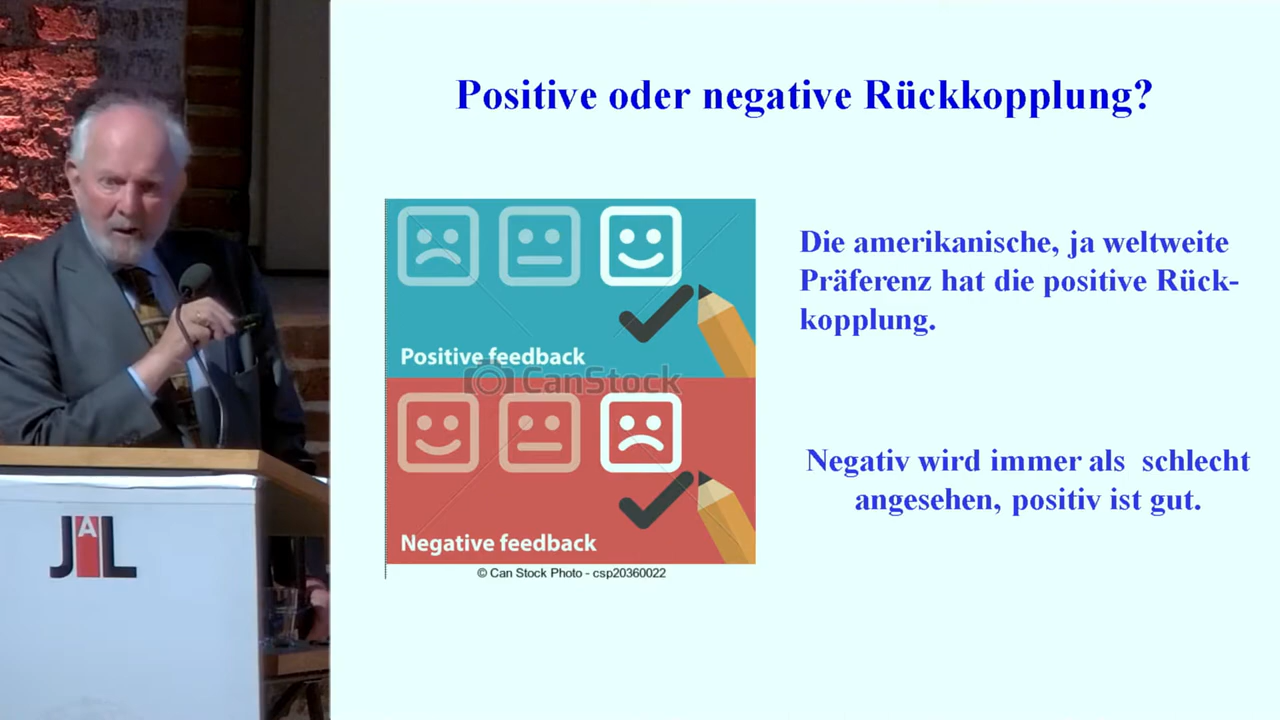 Positive oder negative Rückkopplung?
Die amerikanische, ja weltweite
Präferenz hat die positive Rück-
kopplung.
Positive feedback
CanStock
Negativ wird immer als schlecht
angesehen, positiv ist gut.
Negative feedback
© Can Stock Photo - csp20360022
JAL